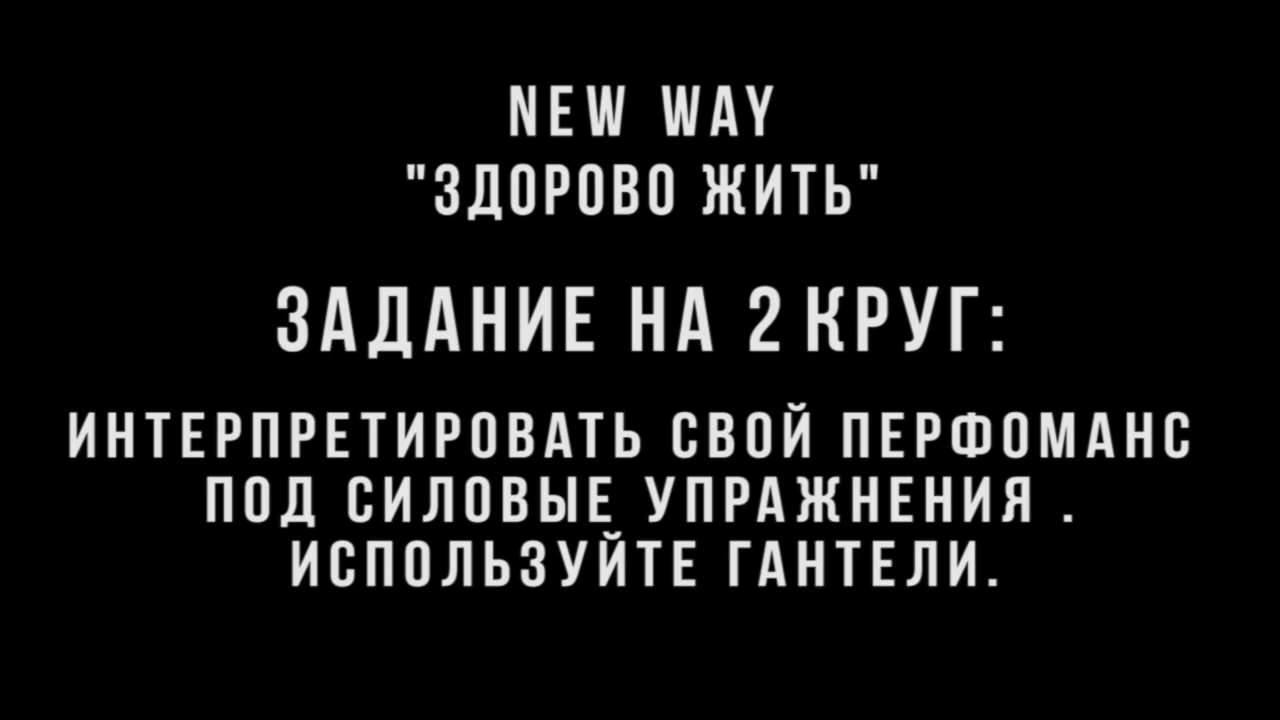 NEW WAY
"ЗДОРОВО ЖИТЬ"
ЗАДАНИЕ НА 2 КРУГ:
ИНТЕРПРЕТИРОВАТЬ СВОЙ ПЕРФОМАНС
ПОД СИЛОВЫЕ УПРАЖНЕНИЯ .
ИСПОЛЬЗУЙТЕ ГАНТЕЛИ.